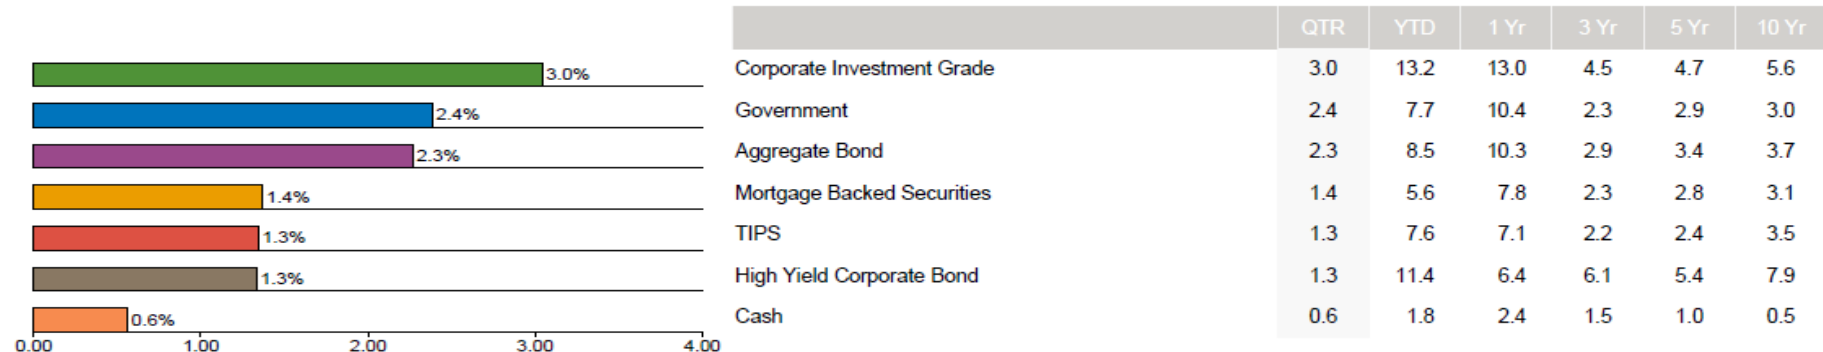 QTR YTD 1 Yr 3 Yr 5 Yr 10 Yr
3.0% Corporate Investment Grade 3.0 13.2 13.0 4.5 4.7 5.6
2.4% Government 2.4 7.7 10.4 2.3 2.9 3.0
2.3% Aggregate Bond 2.3 8.5 10.3 2.9 3.4 3.7
1.4% Mortgage Backed Securities 1.4 5.6 7.8 2.3 2.8 3.1
1.3% TIPS 1.3 7.6 7.1 2.2 2.4 3.5
1.3% High Yield Corporate Bond 1.3 11.4 6.4 6.1 5.4 7.9
0.6% Cash 0.6 1.8 2.4 1.5 1.0 0.5
0.00 1.00 2.00 3.00 4.00